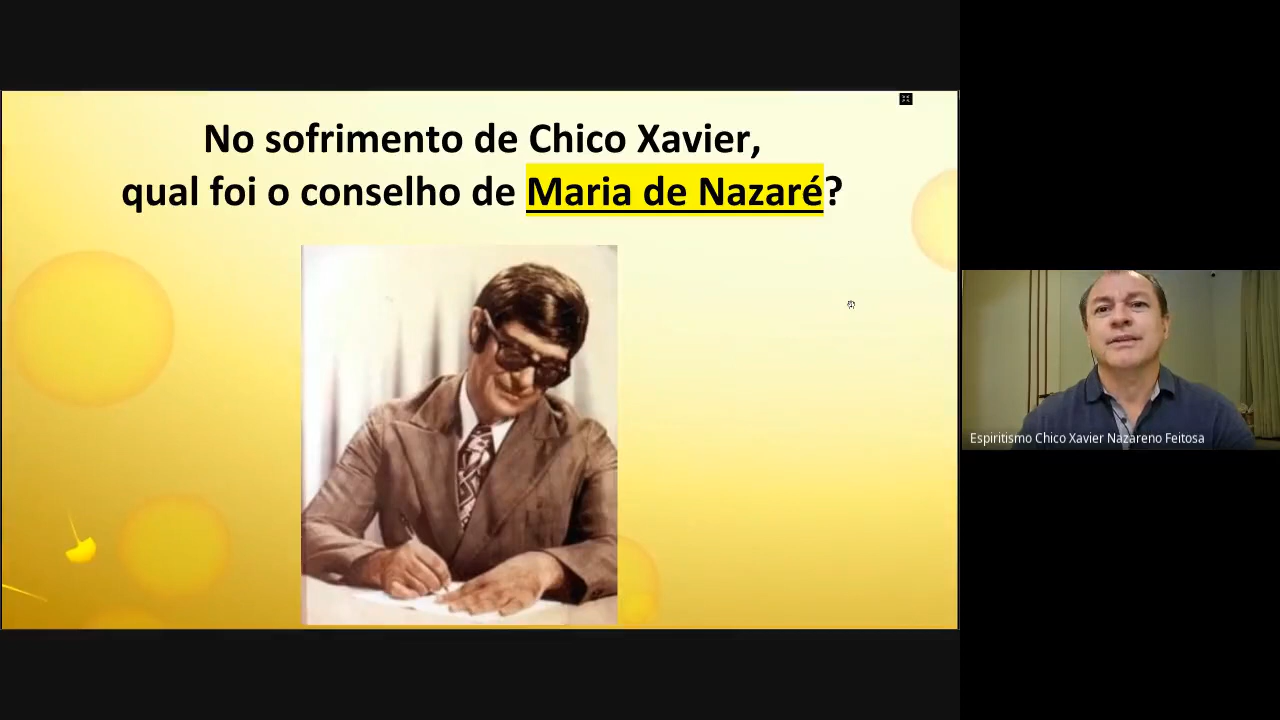 No sofrimento de Chico Xavier,
qual foi o conselho de Maria de Nazaré?
Espiritismo Chico Xavier Nazareno Feitosa